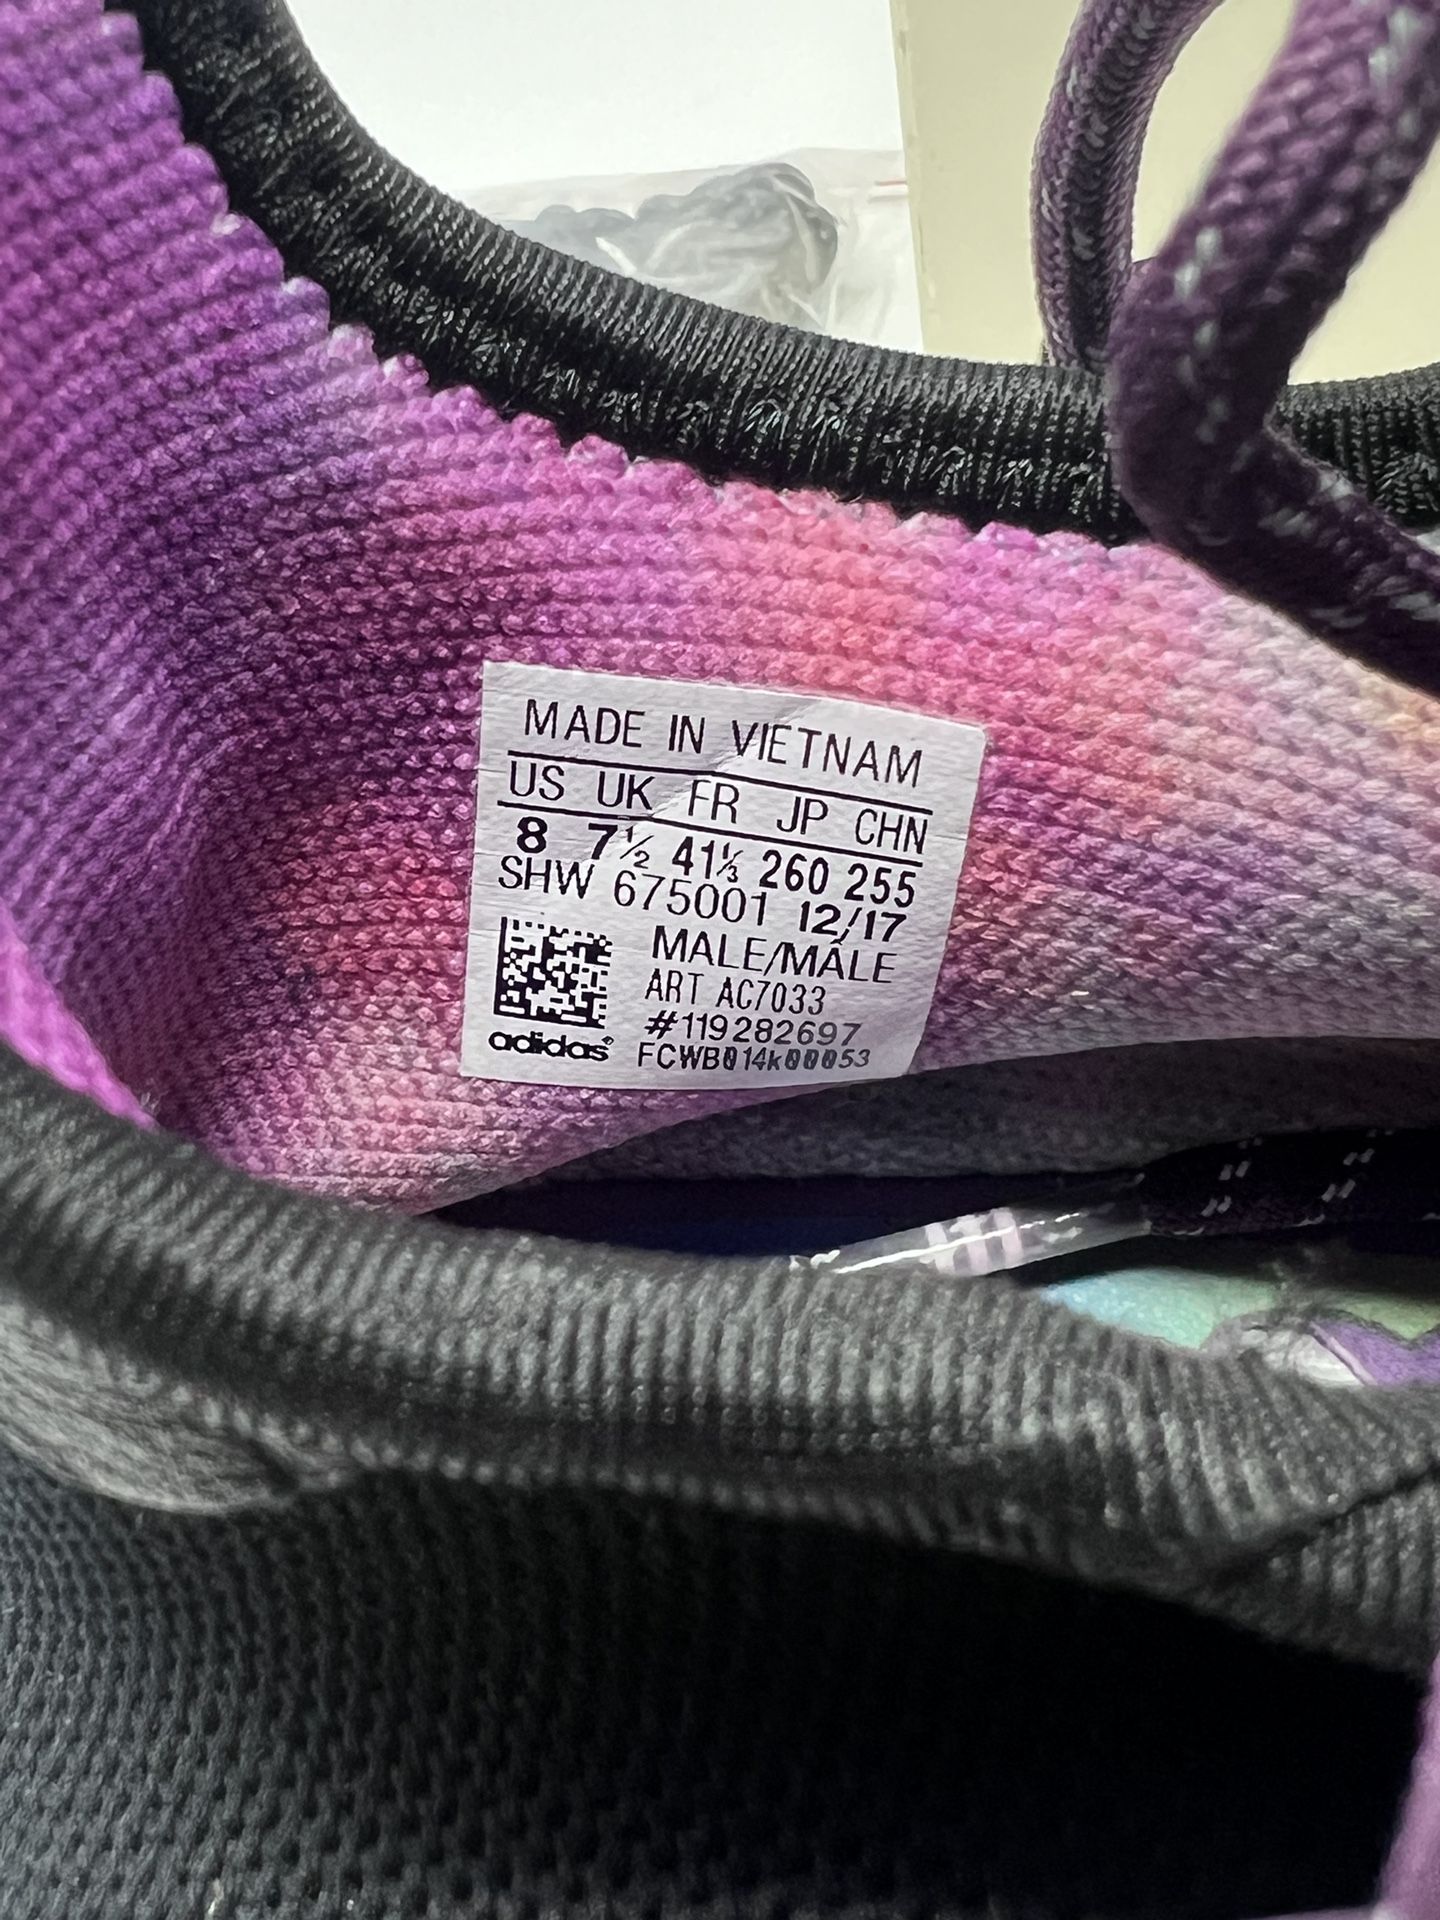 MADE IN VIETNAM
US UK FR JP CHN
8 7½ 41⅓ 260 255
SHW 675001 12/17
MALE/MÂLE
ART AC7033
#119282697
adidas® FCWB014k00053